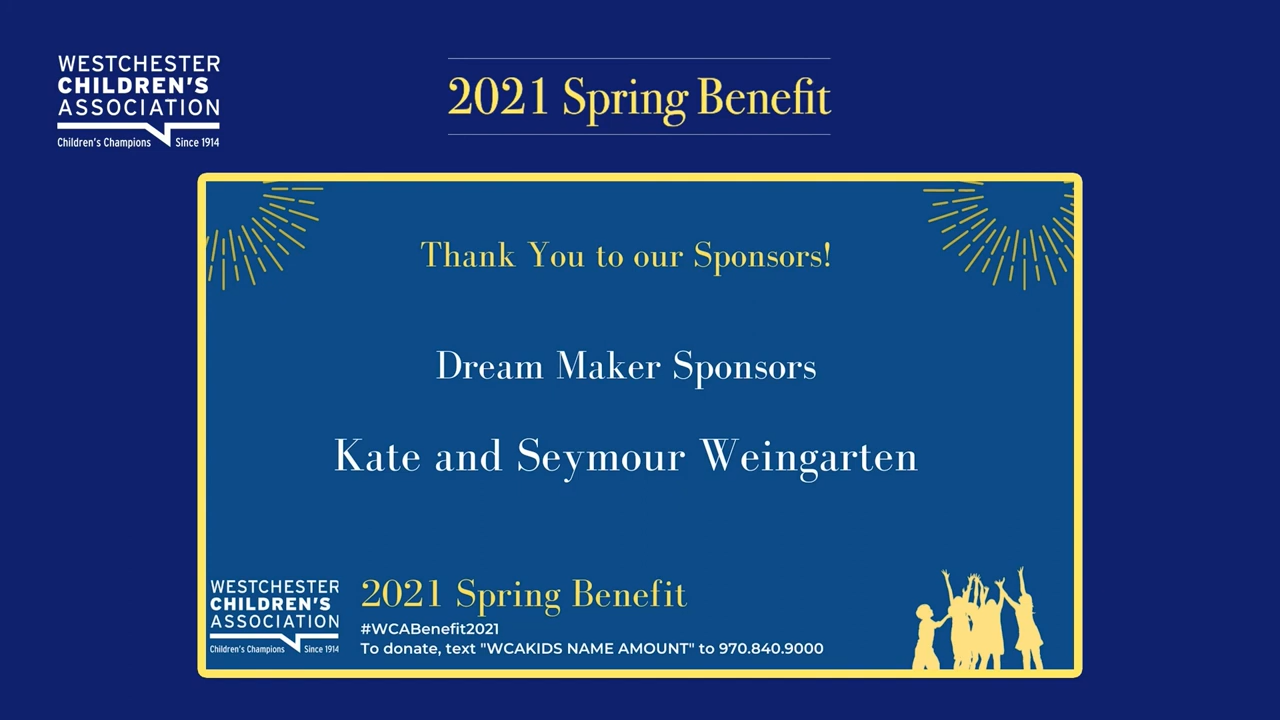 WESTCHESTER
CHILDREN'S
ASSOCIATION
Children's Champions Since 1914
2021 Spring Benefit
Thank You to our Sponsors!
Dream Maker Sponsors
Kate and Seymour Weingarten
WESTCHESTER
CHILDREN'S
ASSOCIATION
Children's Champions Since 1914
2021 Spring Benefit
#WCABenefit2021
To donate, text "WCAKIDS NAME AMOUNT" to 970.840.9000